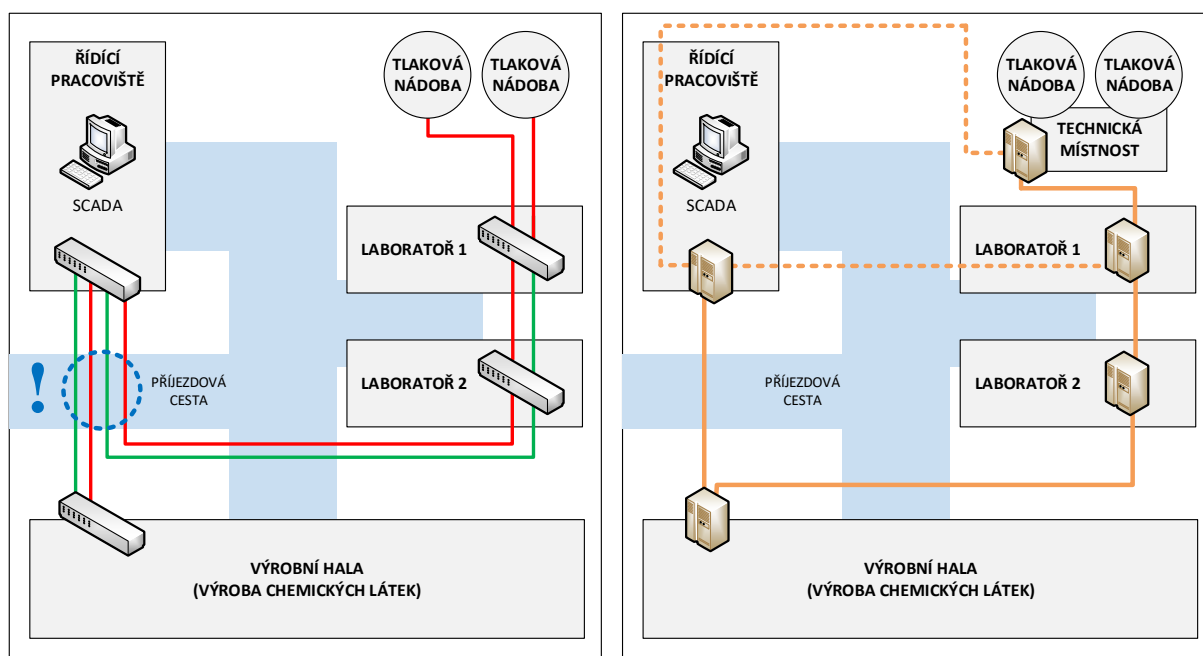 ŘÍDÍCÍ
PRACOVIŠTĚ
SCADA
TLAKOVÁ
NÁDOBA
TLAKOVÁ
NÁDOBA
LABORATOŘ 1
LABORATOŘ 2
!
PŘÍJEZDOVÁ
CESTA
VÝROBNÍ HALA
(VÝROBA CHEMICKÝCH LÁTEK)
ŘÍDÍCÍ
PRACOVIŠTĚ
SCADA
TLAKOVÁ
NÁDOBA
TLAKOVÁ
NÁDOBA
TECHNICKÁ
MÍSTNOST
LABORATOŘ 1
LABORATOŘ 2
PŘÍJEZDOVÁ
CESTA
VÝROBNÍ HALA
(VÝROBA CHEMICKÝCH LÁTEK)